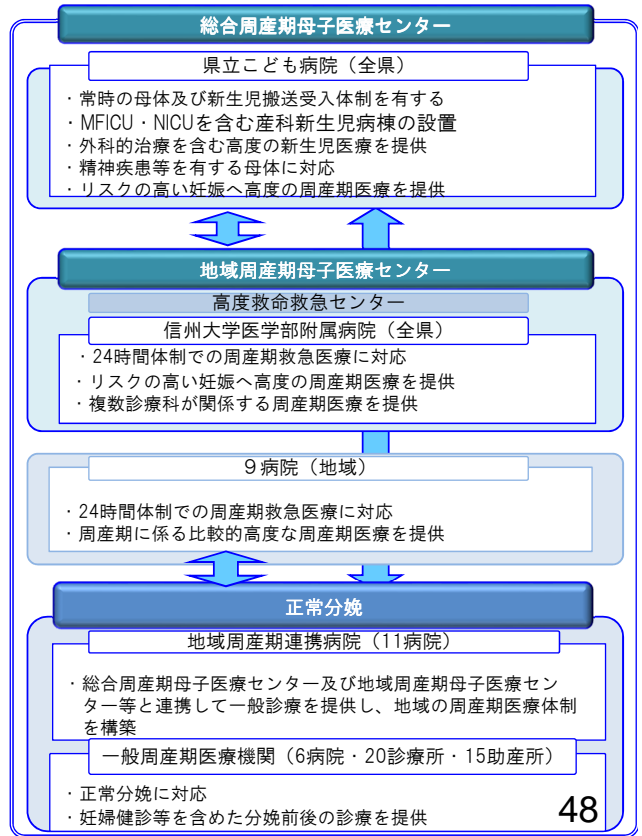 総合周産期母子医療センター
県立こども病院（全県）
・常時の母体及び新生児搬送受入体制を有する
・MFICU・NICUを含む産科新生児病棟の設置
・外科的治療を含む高度の新生児医療を提供
・精神疾患等を有する母体に対応
・リスクの高い妊娠へ高度の周産期医療を提供
地域周産期母子医療センター
高度救命救急センター
信州大学医学部附属病院（全県）
・24時間体制での周産期救急医療に対応
・リスクの高い妊娠へ高度の周産期医療を提供
・複数診療科が関係する周産期医療を提供
９病院（地域）
・24時間体制での周産期救急医療に対応
・周産期に係る比較的高度な周産期医療を提供
正常分娩
地域周産期連携病院（11病院）
・総合周産期母子医療センター及び地域周産期母子医療セン
ター等と連携して一般診療を提供し、地域の周産期医療体制
を構築
一般周産期医療機関（6病院・20診療所・15助産所）
・正常分娩に対応
・妊婦健診等を含めた分娩前後の診療を提供
48